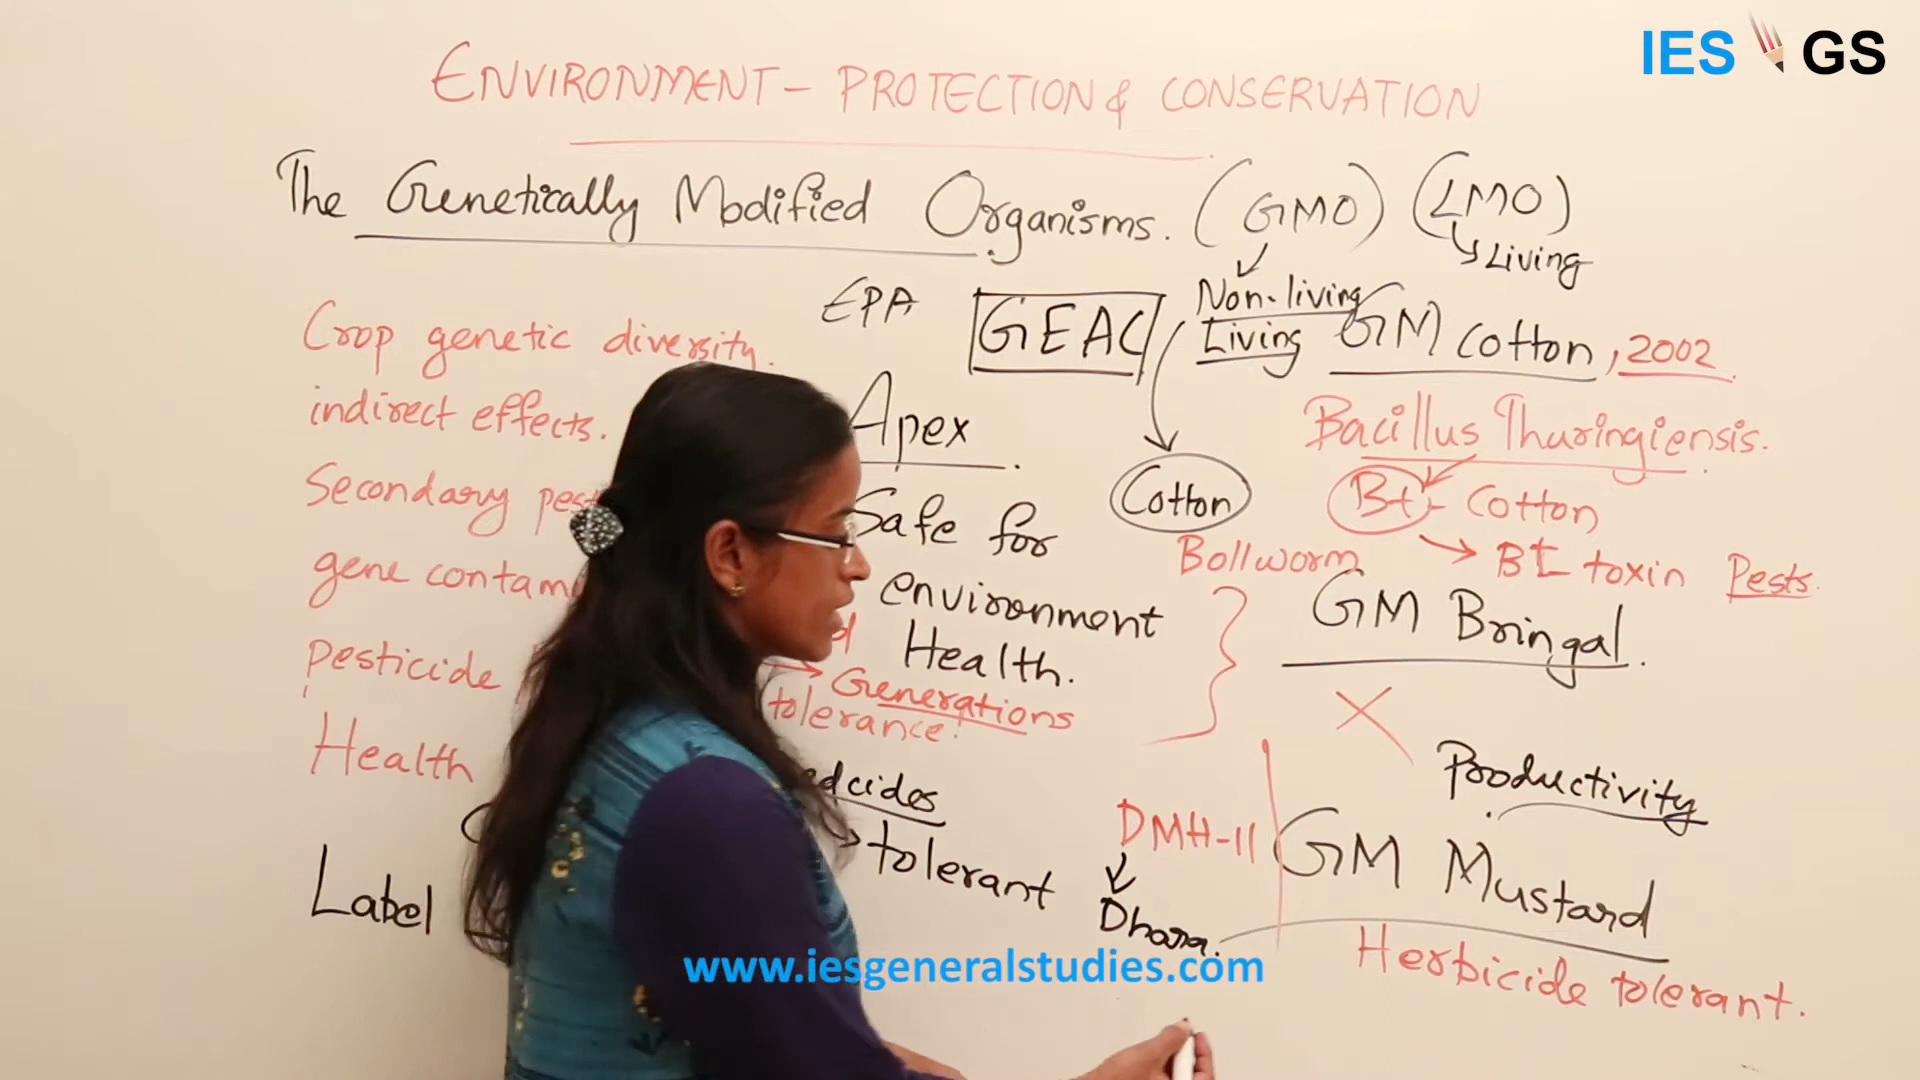 IES GS
ENVIRONMENT - PROTECTION & CONSERVATION
The Genetically Modified Organisms. (GMO) (LMO)
Living
Non-living
Living
EPA
GEAC
Apex
Safe for
environment
Health.
Cotton
GM cotton, 2002
Bacillus Thuringiensis.
Bt - Cotton
Bt toxin Pests.
Bollworm
GM Bringal.
Productivity
DMH-11
Dhara.
GM Mustard
Herbicide tolerant.
Crop genetic diversity.
indirect effects.
Secondary
gene
pesticide
Generations
tolerance.
Health
tolerant
Label
www.iesgeneralstudies.com